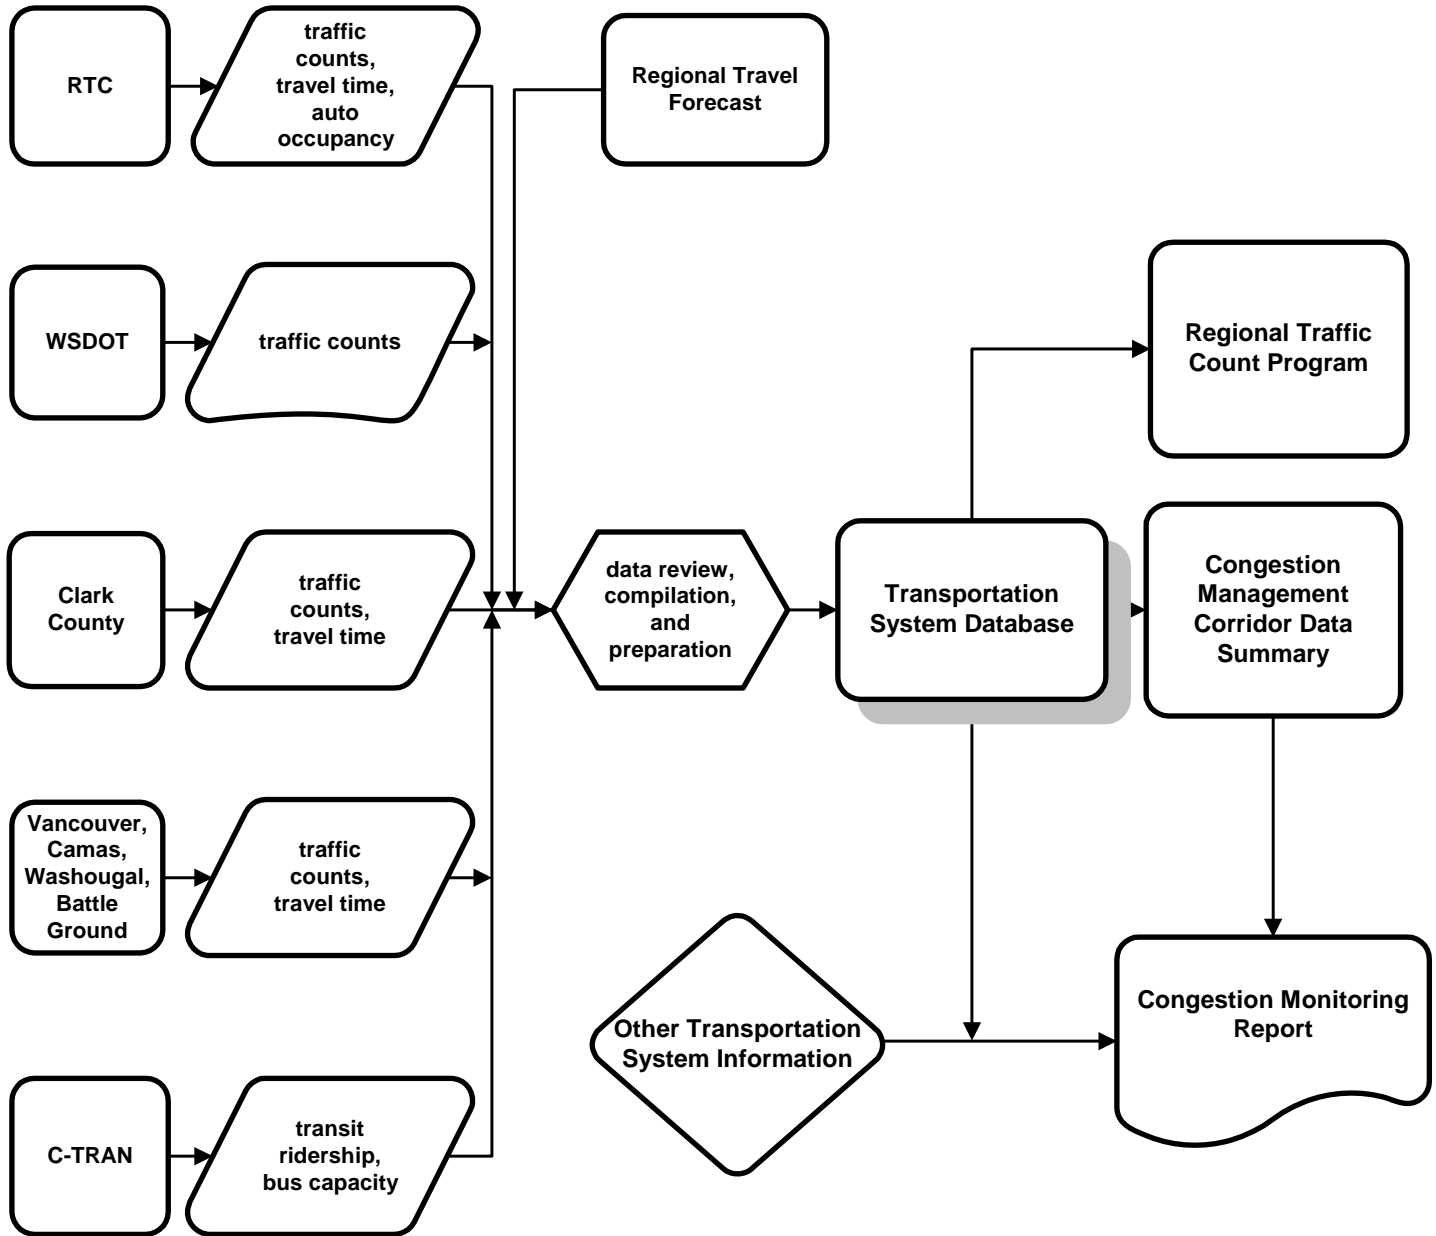 RTC
traffic
counts,
travel time,
auto
occupancy
Regional Travel
Forecast
WSDOT
traffic counts
Regional Traffic
Count Program
Clark
County
traffic
counts,
travel time
data review,
compilation,
and
preparation
Transportation
System Database
Congestion
Management
Corridor Data
Summary
Vancouver,
Camas,
Washougal,
Battle
Ground
traffic
counts,
travel time
Other Transportation
System Information
Congestion Monitoring
Report
C-TRAN
transit
ridership,
bus capacity